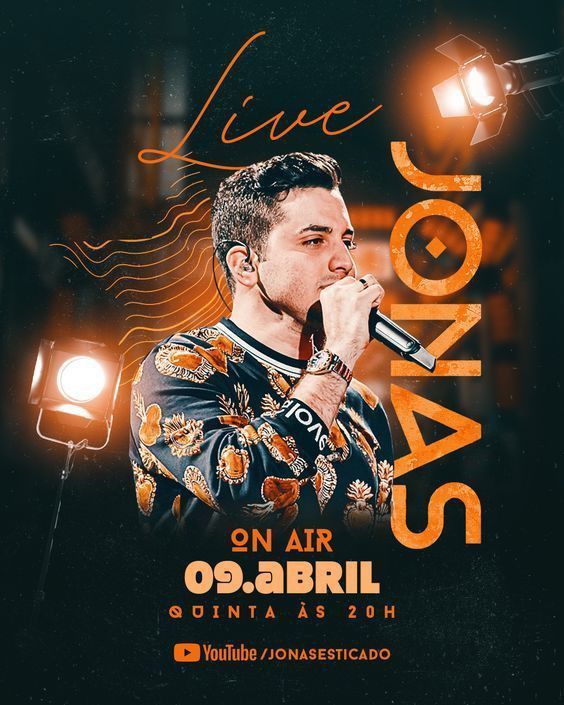 Live
JONAS
ON AIR
09.ABRIL
QUINTA ÀS 20H
YouTube /JONASESTICADO